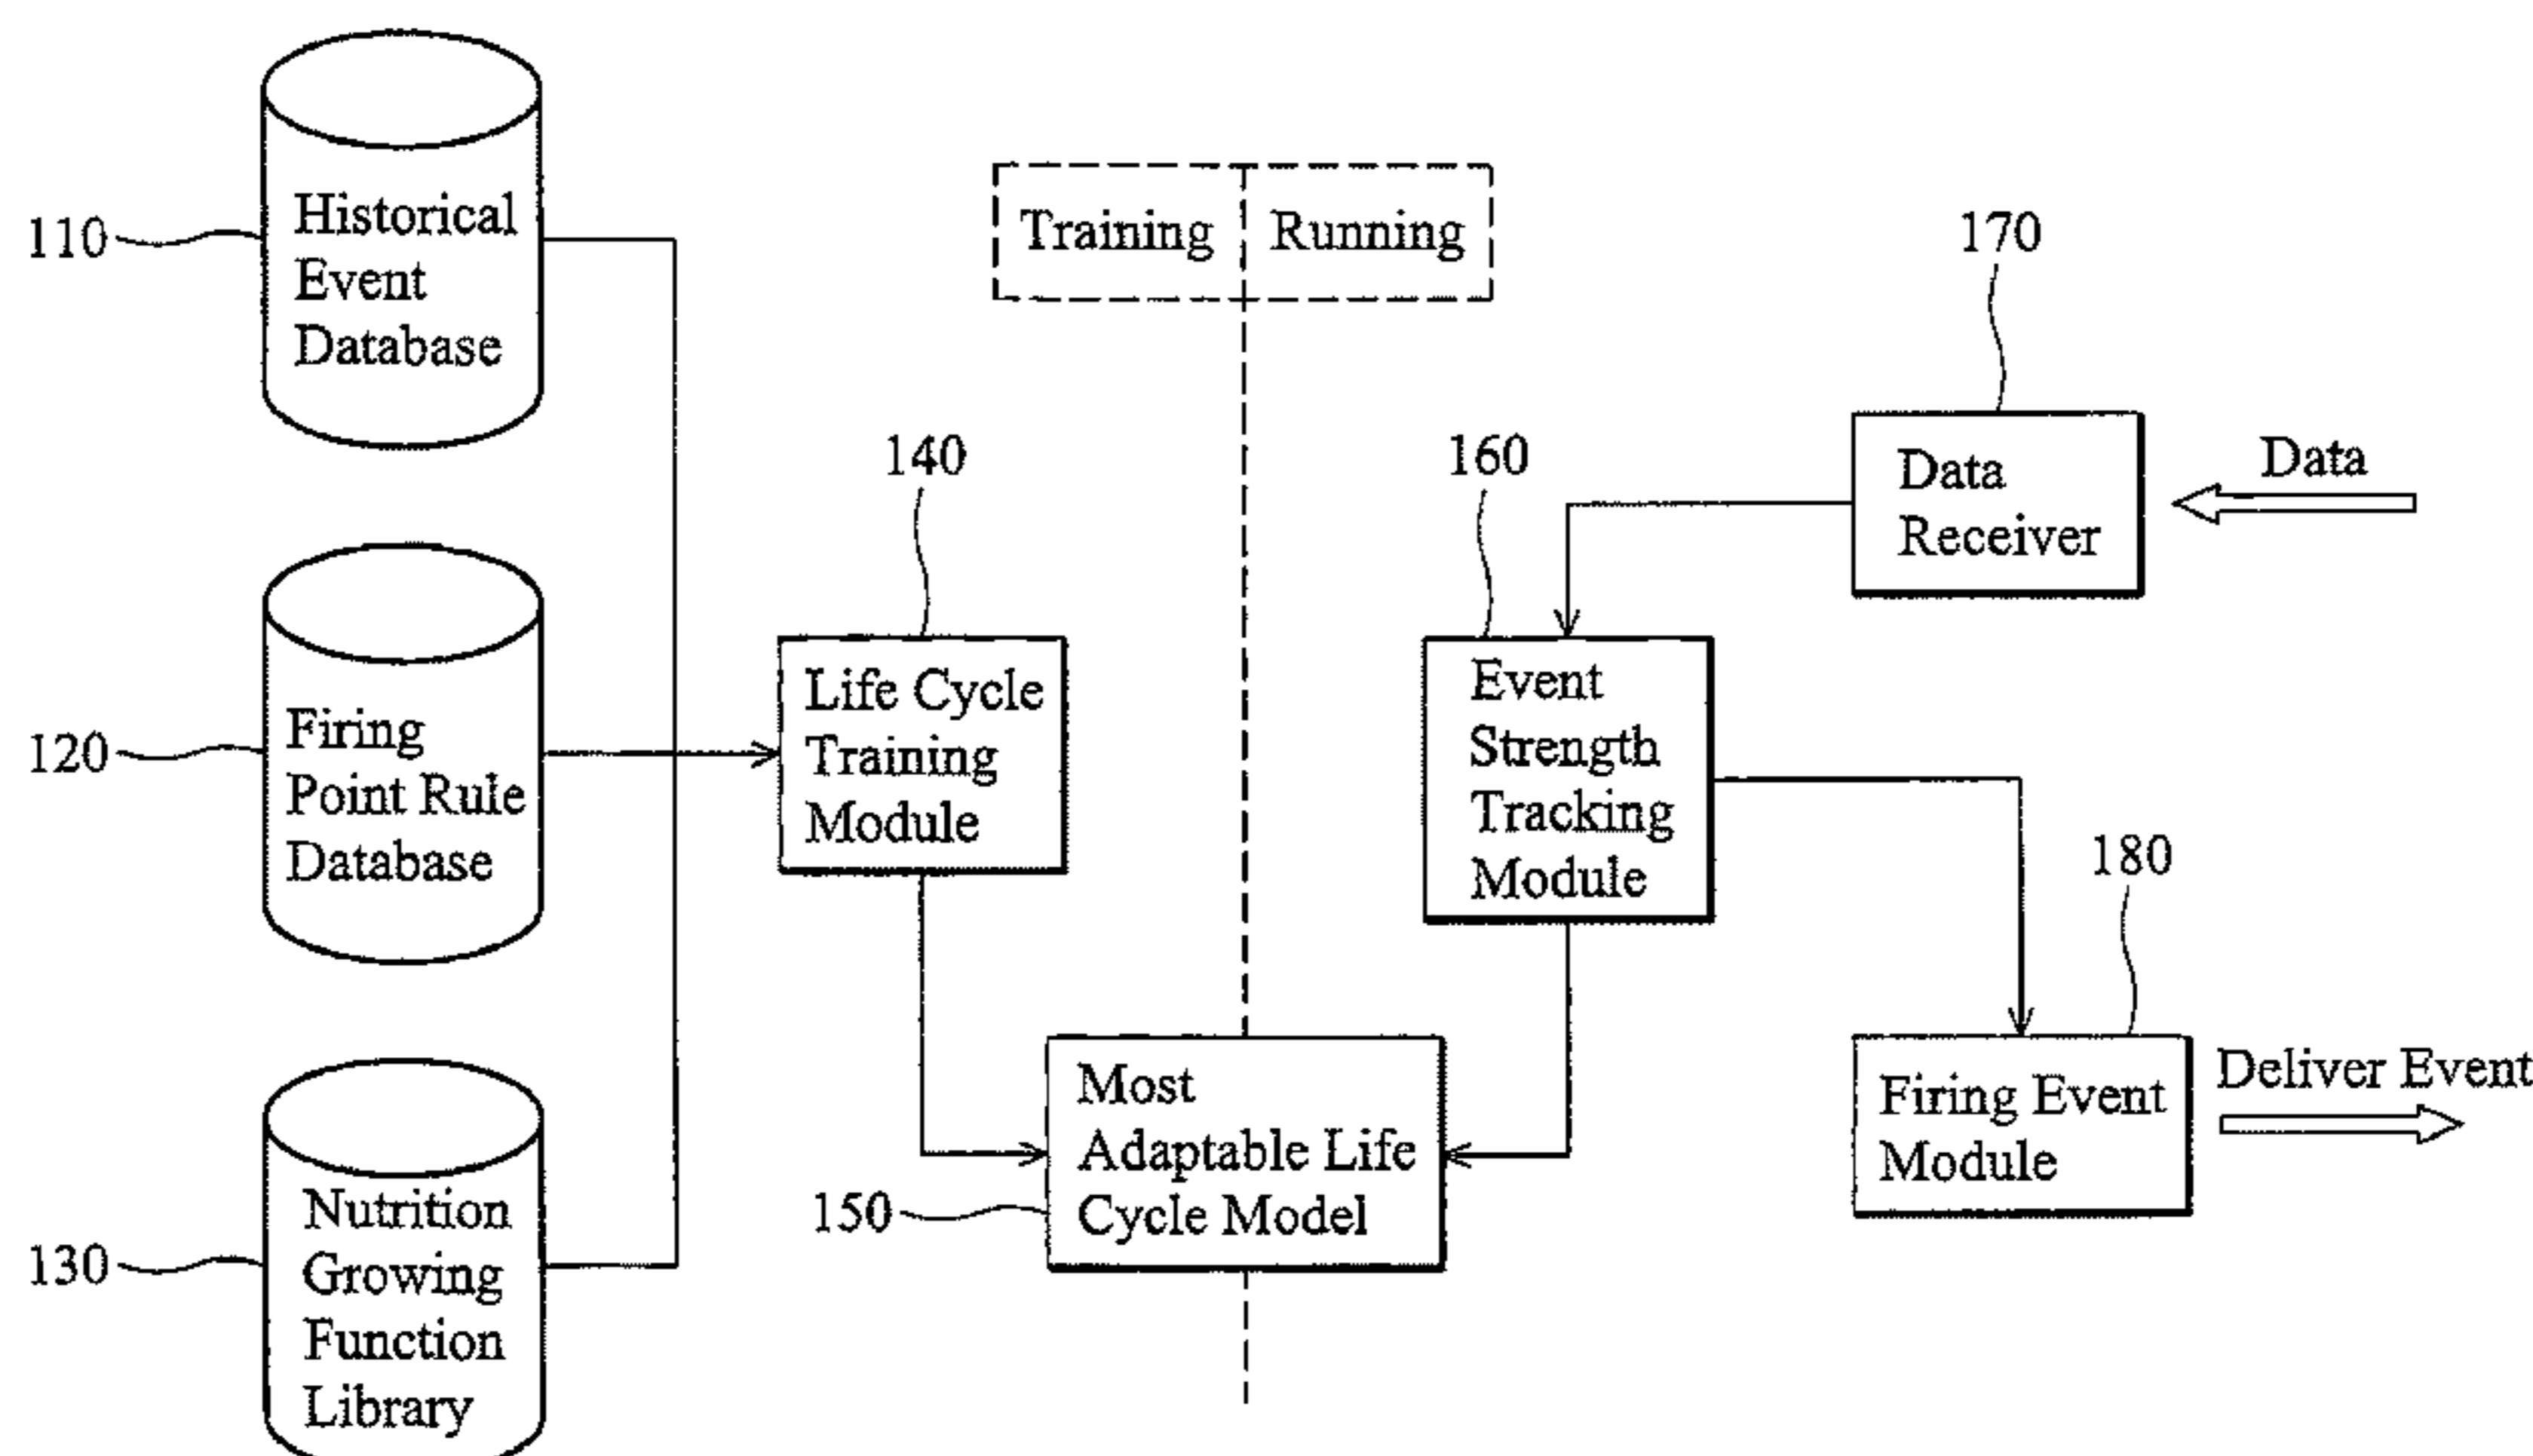 110
Historical
Event
Database
120
Firing
Point Rule
Database
130
Nutrition
Growing
Function
Library
Training
Running
140
Life Cycle
Training
Module
150
Most
Adaptable Life
Cycle Model
160
Event
Strength
Tracking
Module
170
Data
Receiver
Data
180
Firing Event
Module
Deliver Event